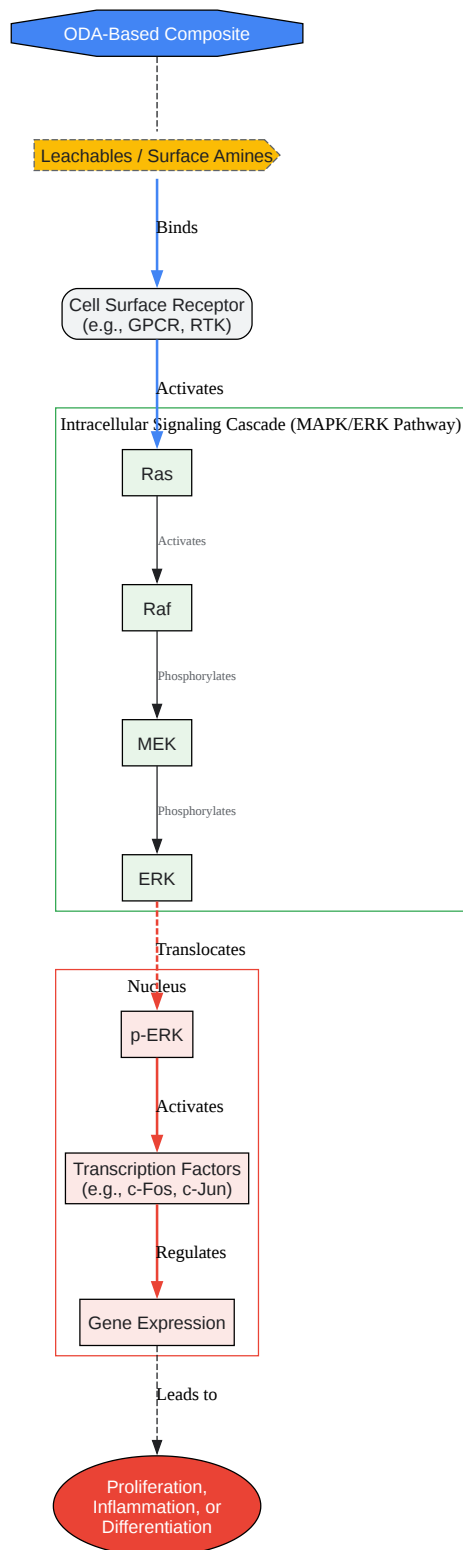 ODA-Based Composite
Leachables / Surface Amines
Binds
Cell Surface Receptor
(e.g., GPCR, RTK)
Activates
Intracellular Signaling Cascade (MAPK/ERK Pathway)
Ras
Activates
Raf
Phosphorylates
MEK
Phosphorylates
ERK
Translocates
Nucleus
p-ERK
Activates
Transcription Factors
(e.g., c-Fos, c-Jun)
Regulates
Gene Expression
Leads to
Proliferation,
Inflammation, or
Differentiation